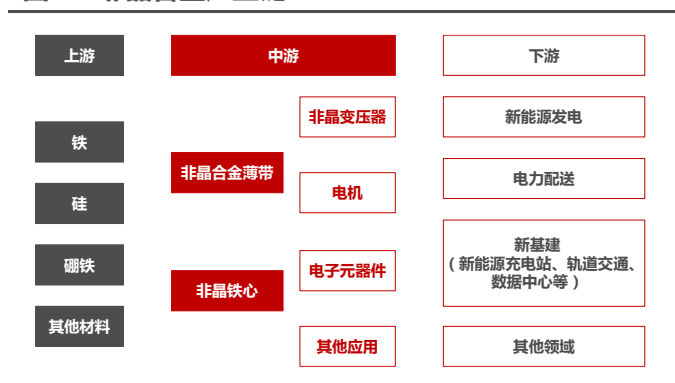 上游
中游
下游
铁
硅
硼铁
其他材料
非晶合金薄带
非晶铁心
非晶变压器
电机
电子元器件
其他应用
新能源发电
电力配送
新基建
（新能源充电站、轨道交通、
数据中心等）
其他领域